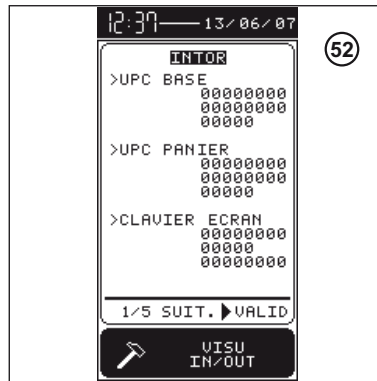 12:37 13/06/07
52
INTOR
>UPC BASE
00000000
00000000
00000
>UPC PANIER
00000000
00000000
00000
>CLAVIER ECRAN
00000000
00000
00000000
1/5 SUIT. ▶ VALID
VISU
IN/OUT